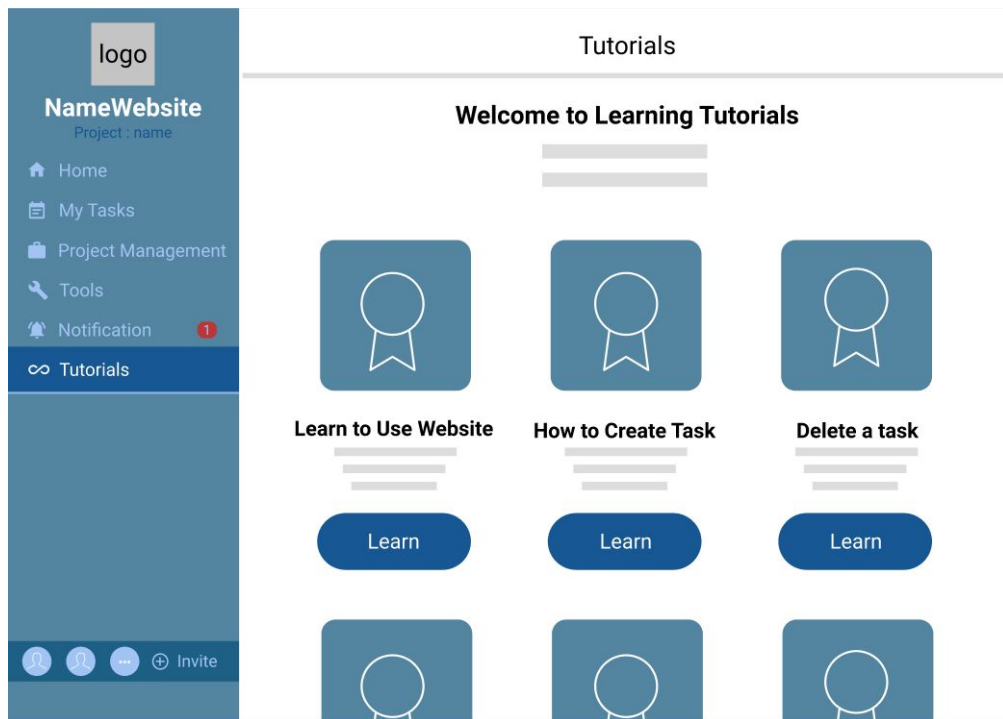 logo
NameWebsite
Project : name
Home
My Tasks
Project Management
Tools
Notification 1
Tutorials
Invite
Tutorials
Welcome to Learning Tutorials
Learn to Use Website
How to Create Task
Delete a task
Learn
Learn
Learn